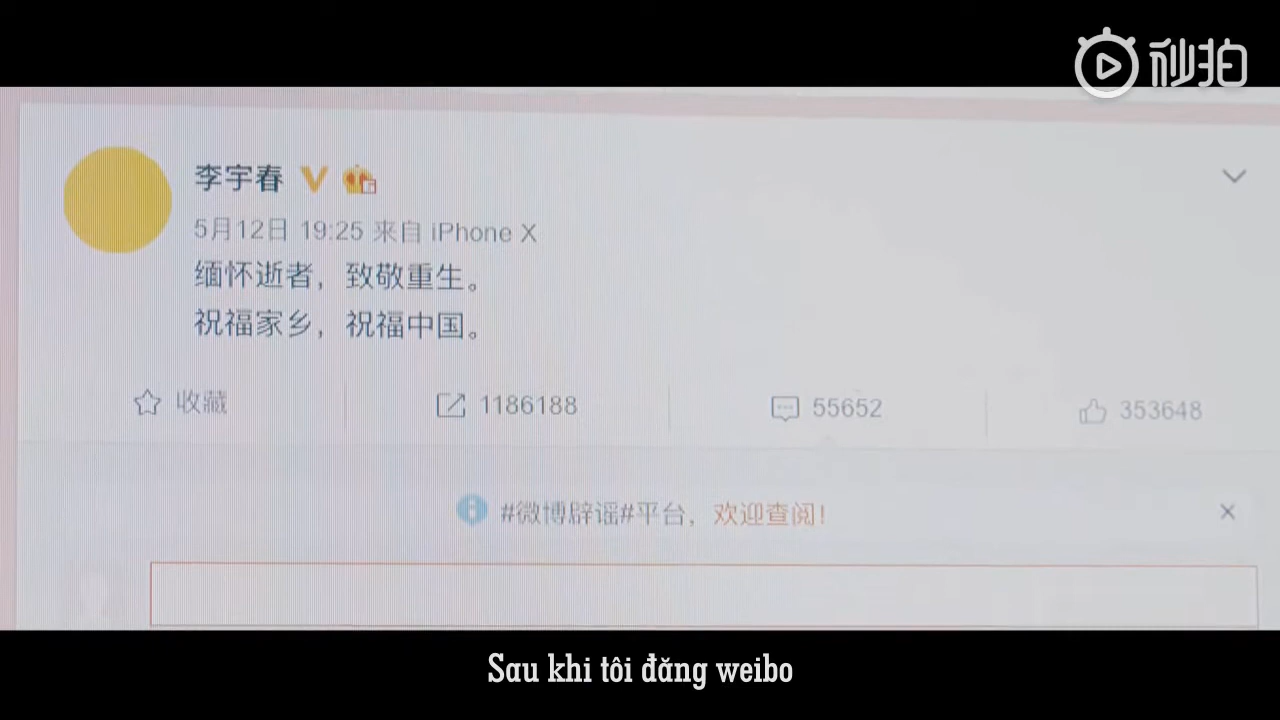 秒拍
李宇春
5月12日 19:25 来自 iPhone X
缅怀逝者，致敬重生。
祝福家乡，祝福中国。
收藏 1186188 55652 353648
#微博辟谣#平台，欢迎查阅！
Sau khi tôi đăng weibo